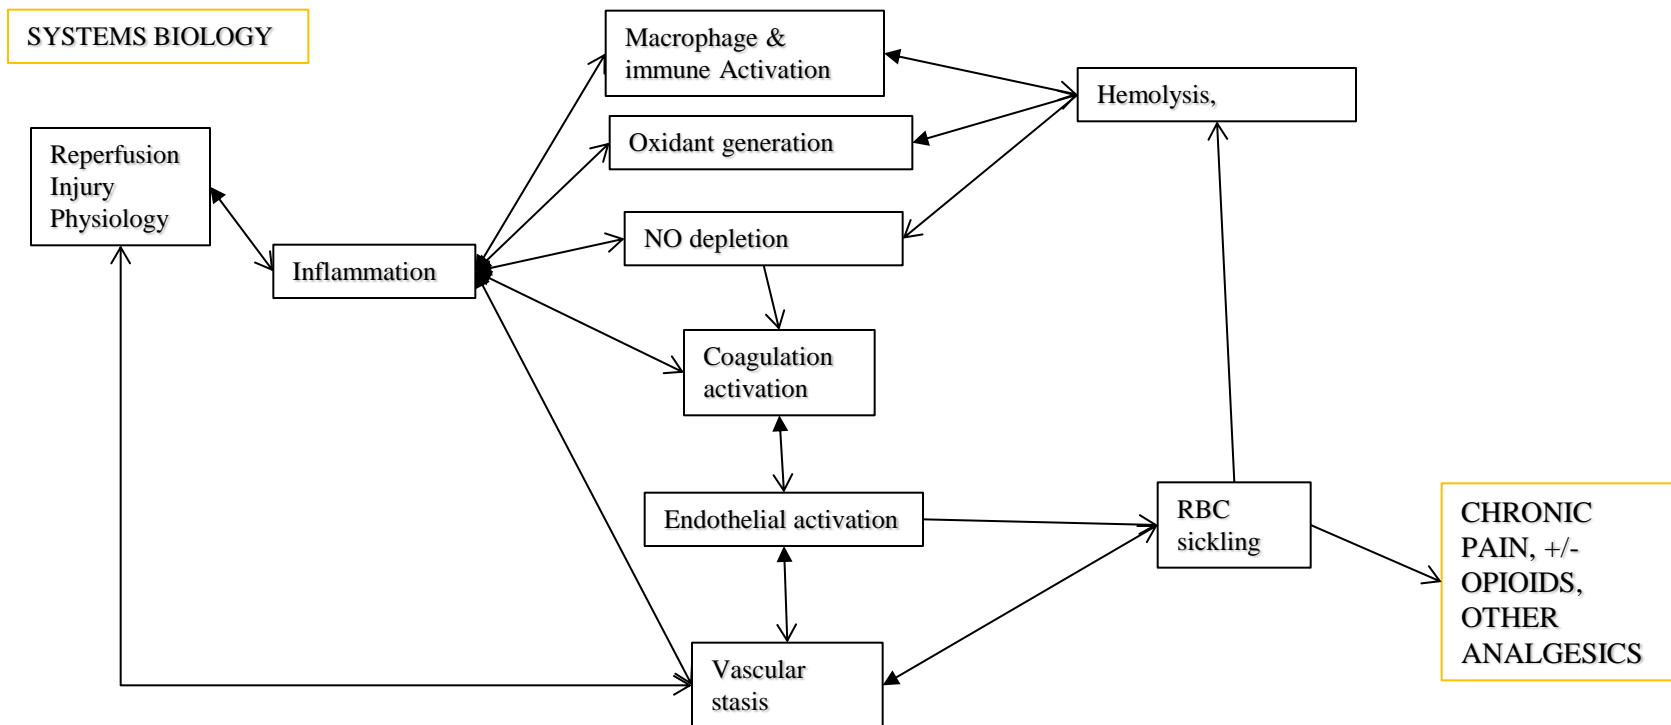 SYSTEMS BIOLOGY
Macrophage &
immune Activation
Hemolysis,
Oxidant generation
Reperfusion
Injury
Physiology
NO depletion
Inflammation
Coagulation
activation
Endothelial activation
RBC
sickling
CHRONIC
PAIN, +/-
OPIOIDS,
OTHER
ANALGESICS
Vascular
stasis